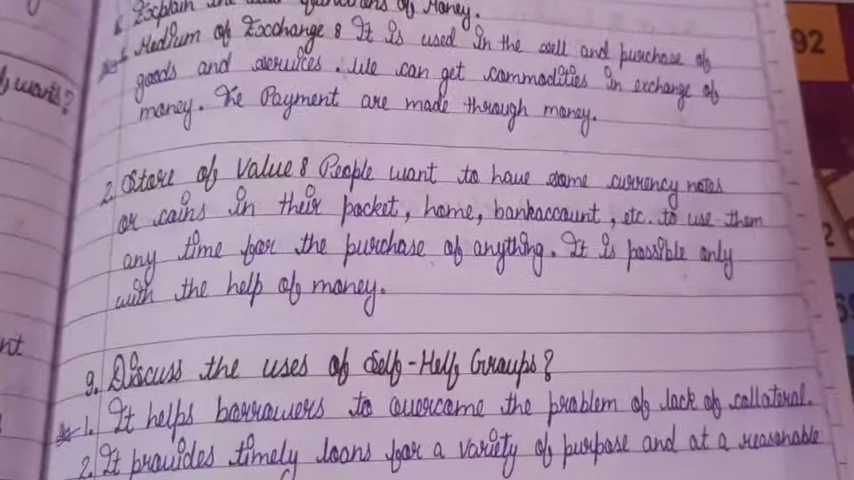 6. Explain the functions of Money.
1. Medium of Exchange : It is used in the sell and purchase of
goods and services. We can get commodities in exchange of
money. The Payment are made through money.
2. Store of Value : People want to have some currency notes
or coins in their pocket, home, bankaccount, etc. to use them
any time for the purchase of anything. It is possible only
with the help of money.
9. Discuss the uses of Self-Help Groups?
1. It helps borrowers to overcome the problem of lack of collateral.
2. It provides timely loans for a variety of purpose and at a reasonable
of wants?
nt
92
2